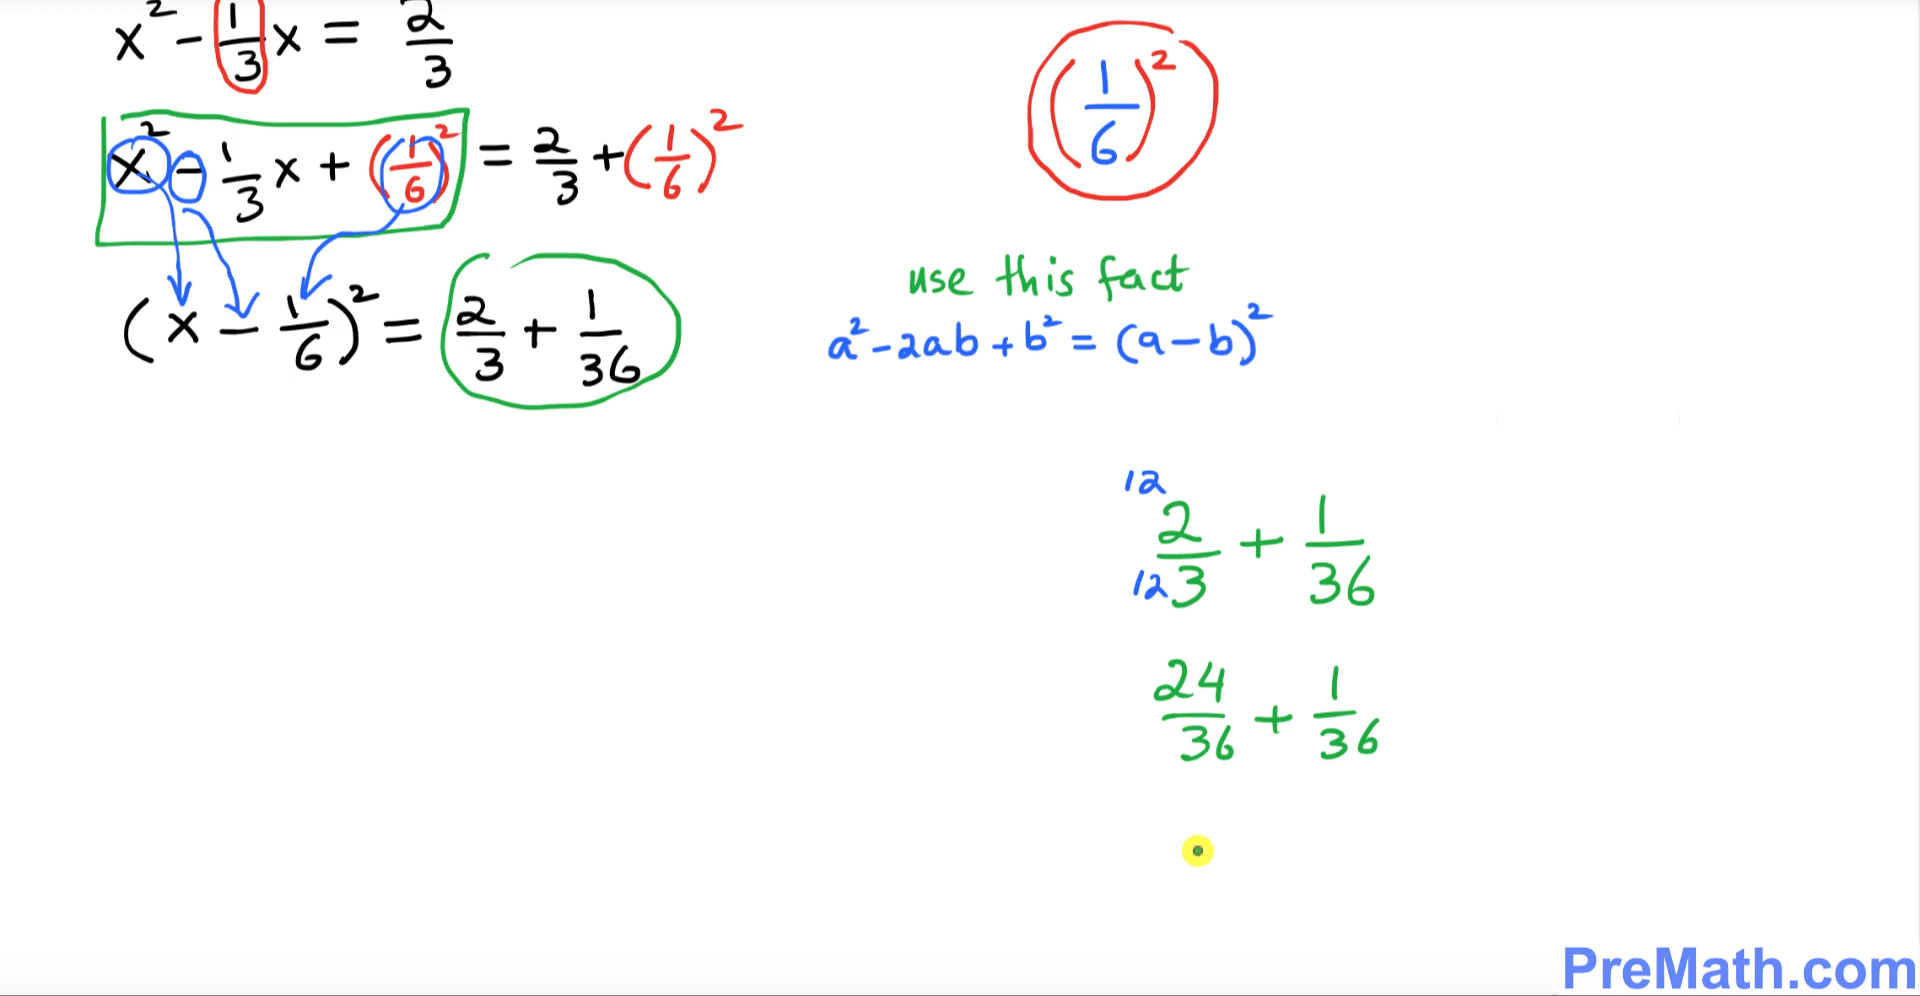 x² - 1/3 x = 2/3
(1/6)²
x² - 1/3 x + (1/6)² = 2/3 + (1/6)²
use this fact
(x - 1/6)² = 2/3 + 1/36
a² - 2ab + b² = (a - b)²
12 2/12 3 + 1/36
24/36 + 1/36
PreMath.com